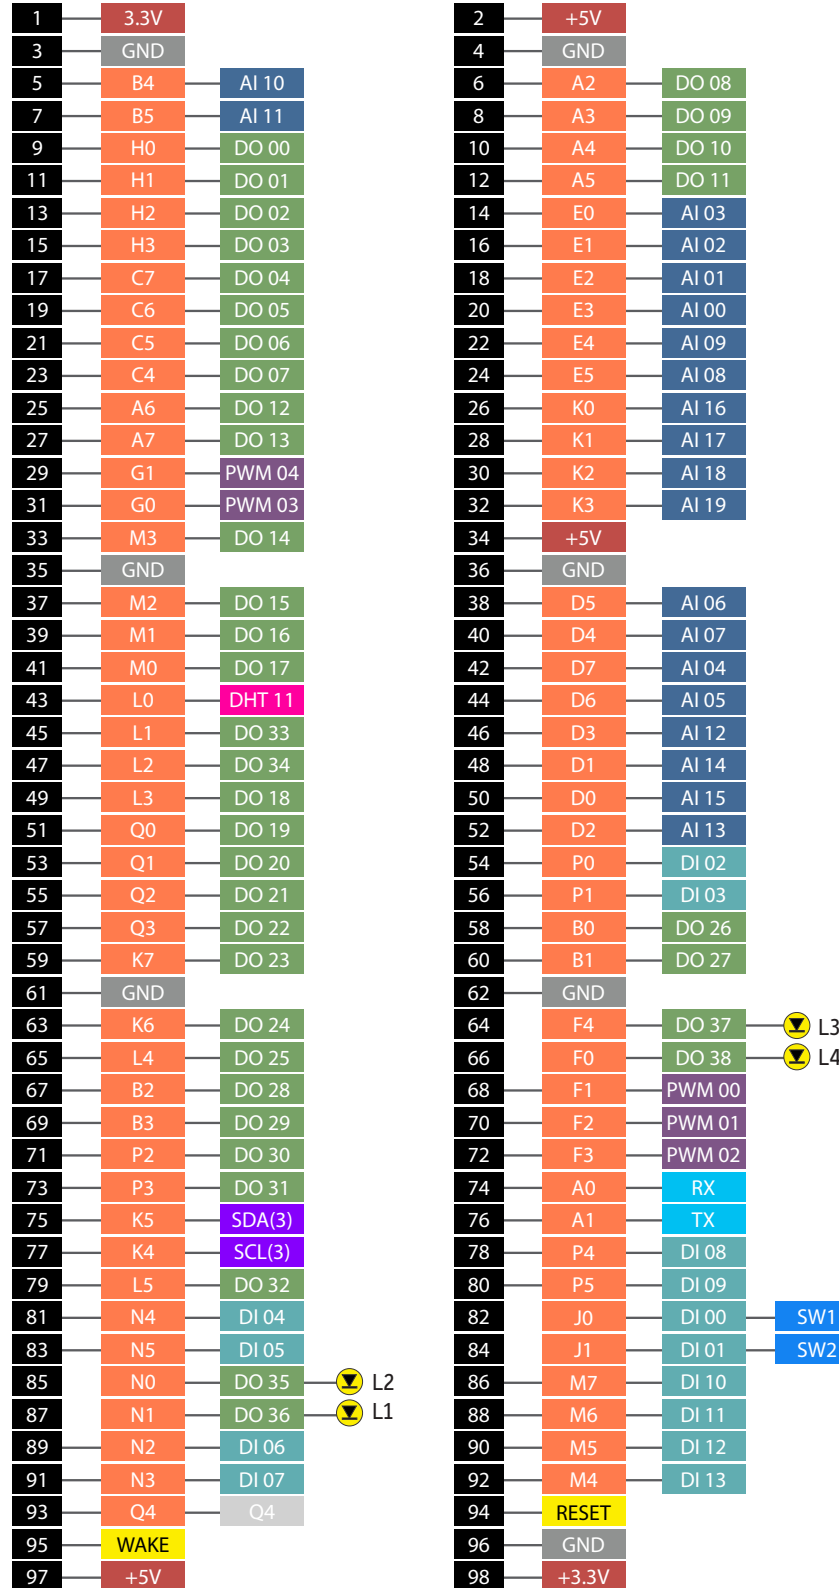 1 3.3V 2 +5V
3 GND 4 GND
5 B4 AI 10 6 A2 DO 08
7 B5 AI 11 8 A3 DO 09
9 H0 DO 00 10 A4 DO 10
11 H1 DO 01 12 A5 DO 11
13 H2 DO 02 14 E0 AI 03
15 H3 DO 03 16 E1 AI 02
17 C7 DO 04 18 E2 AI 01
19 C6 DO 05 20 E3 AI 00
21 C5 DO 06 22 E4 AI 09
23 C4 DO 07 24 E5 AI 08
25 A6 DO 12 26 K0 AI 16
27 A7 DO 13 28 K1 AI 17
29 G1 PWM 04 30 K2 AI 18
31 G0 PWM 03 32 K3 AI 19
33 M3 DO 14 34 +5V
35 GND 36 GND
37 M2 DO 15 38 D5 AI 06
39 M1 DO 16 40 D4 AI 07
41 M0 DO 17 42 D7 AI 04
43 L0 DHT 11 44 D6 AI 05
45 L1 DO 33 46 D3 AI 12
47 L2 DO 34 48 D1 AI 14
49 L3 DO 18 50 D0 AI 15
51 Q0 DO 19 52 D2 AI 13
53 Q1 DO 20 54 P0 DI 02
55 Q2 DO 21 56 P1 DI 03
57 Q3 DO 22 58 B0 DO 26
59 K7 DO 23 60 B1 DO 27
61 GND 62 GND
63 K6 DO 24 64 F4 DO 37 L3
65 L4 DO 25 66 F0 DO 38 L4
67 B2 DO 28 68 F1 PWM 00
69 B3 DO 29 70 F2 PWM 01
71 P2 DO 30 72 F3 PWM 02
73 P3 DO 31 74 A0 RX
75 K5 SDA(3) 76 A1 TX
77 K4 SCL(3) 78 P4 DI 08
79 L5 DO 32 80 P5 DI 09
81 N4 DI 04 82 J0 DI 00 SW1
83 N5 DI 05 84 J1 DI 01 SW2
85 N0 DO 35 L2 86 M7 DI 10
87 N1 DO 36 L1 88 M6 DI 11
89 N2 DI 06 90 M5 DI 12
91 N3 DI 07 92 M4 DI 13
93 Q4 Q4 94 RESET
95 WAKE 96 GND
97 +5V 98 +3.3V